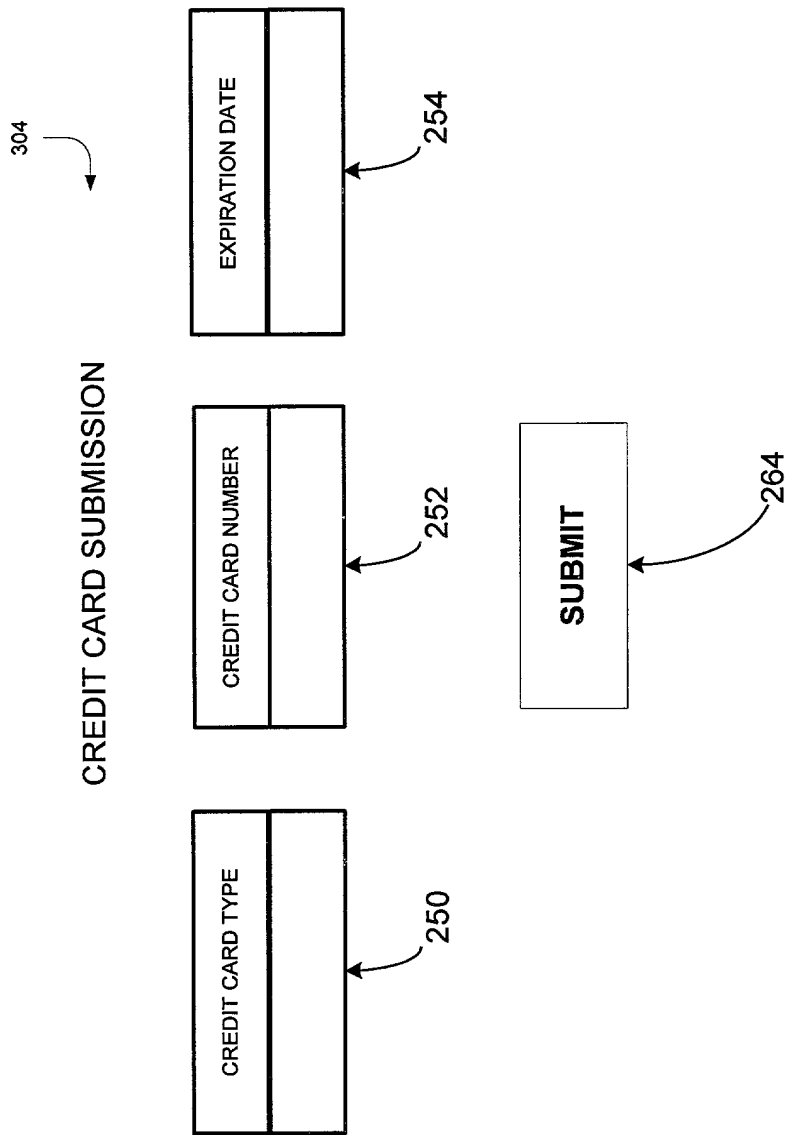 304
CREDIT CARD SUBMISSION
CREDIT CARD TYPE
CREDIT CARD NUMBER
EXPIRATION DATE
250
252
254
SUBMIT
264